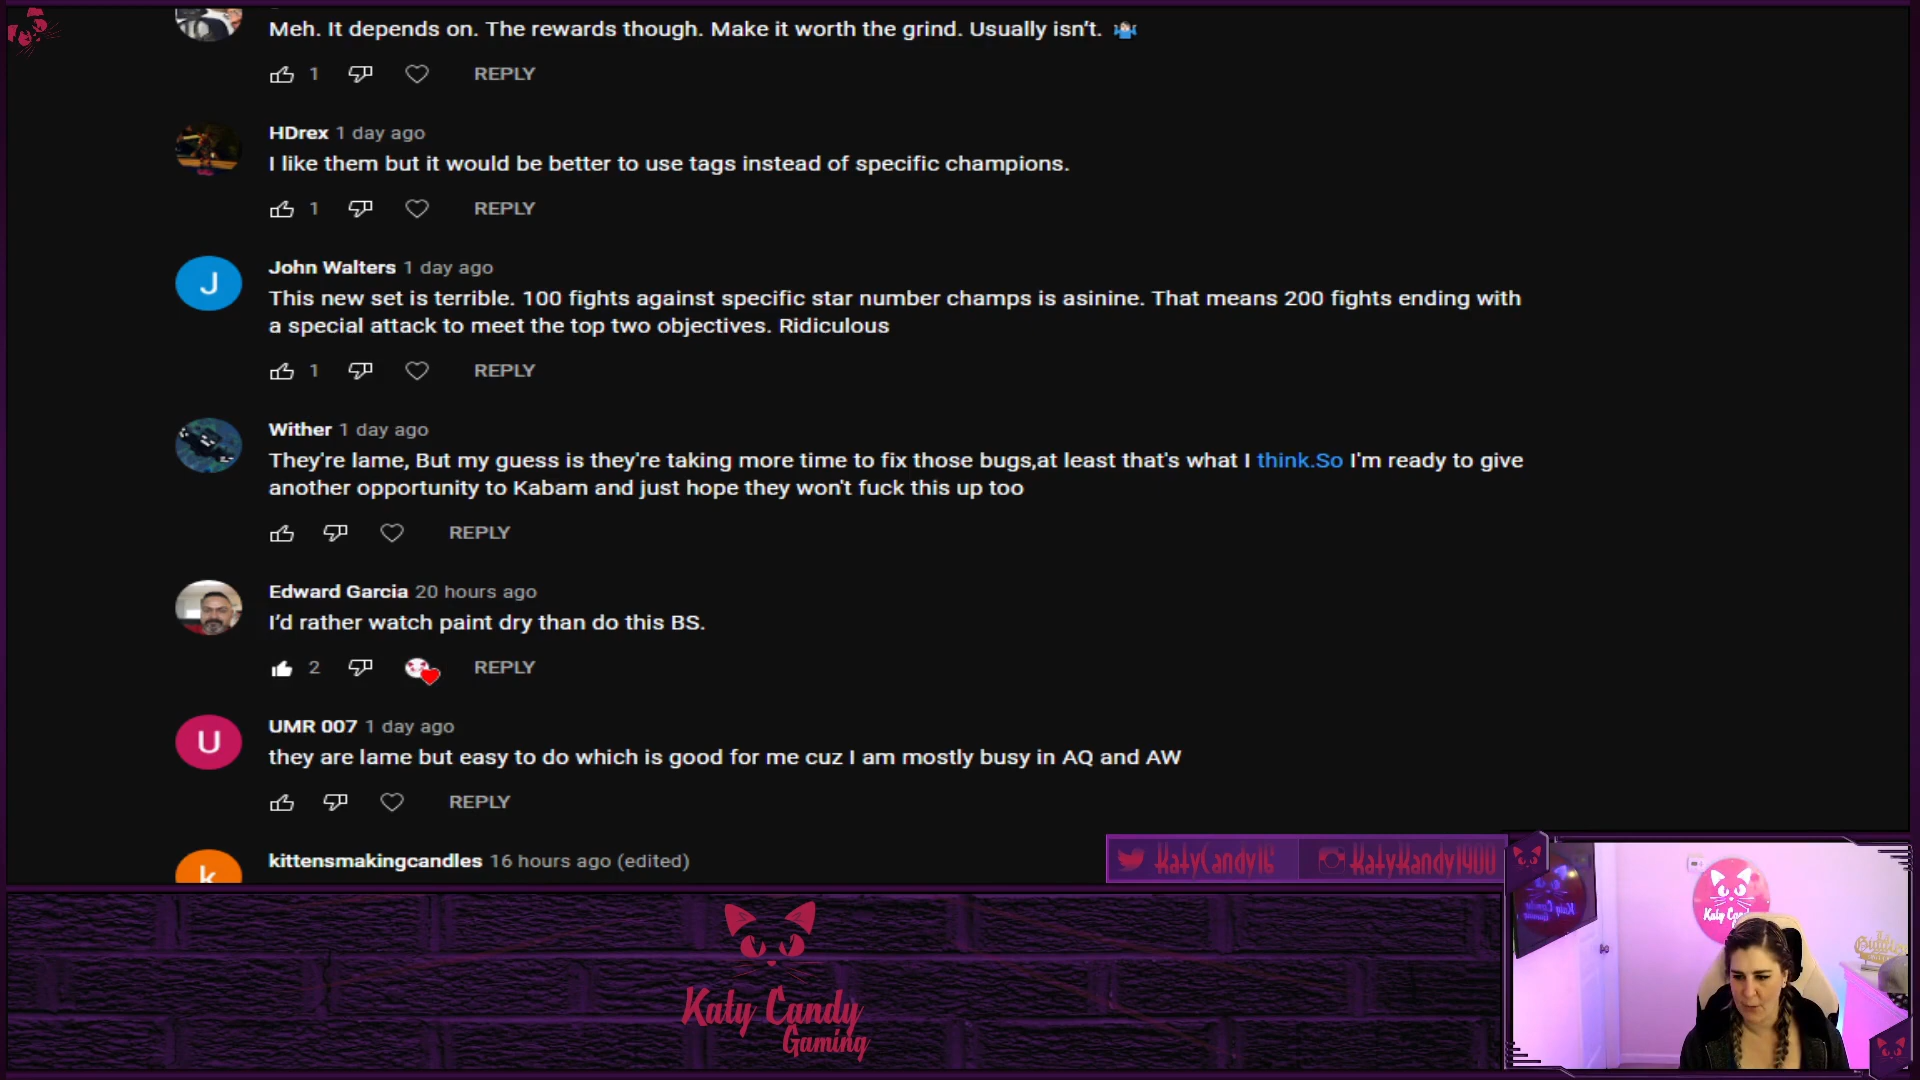 Meh. It depends on. The rewards though. Make it worth the grind. Usually isn't. 🤷
1 REPLY
HDrex 1 day ago
I like them but it would be better to use tags instead of specific champions.
1 REPLY
J
John Walters 1 day ago
This new set is terrible. 100 fights against specific star number champs is asinine. That means 200 fights ending with
a special attack to meet the top two objectives. Ridiculous
1 REPLY
Wither 1 day ago
They're lame, But my guess is they're taking more time to fix those bugs,at least that's what I think.So I'm ready to give
another opportunity to Kabam and just hope they won't fuck this up too
REPLY
Edward Garcia 20 hours ago
I'd rather watch paint dry than do this BS.
2 REPLY
U
UMR 007 1 day ago
they are lame but easy to do which is good for me cuz I am mostly busy in AQ and AW
REPLY
k
kittensmakingcandles 16 hours ago (edited)
KatyCandy16 KatyKandy1900
Katy Candy
Gaming